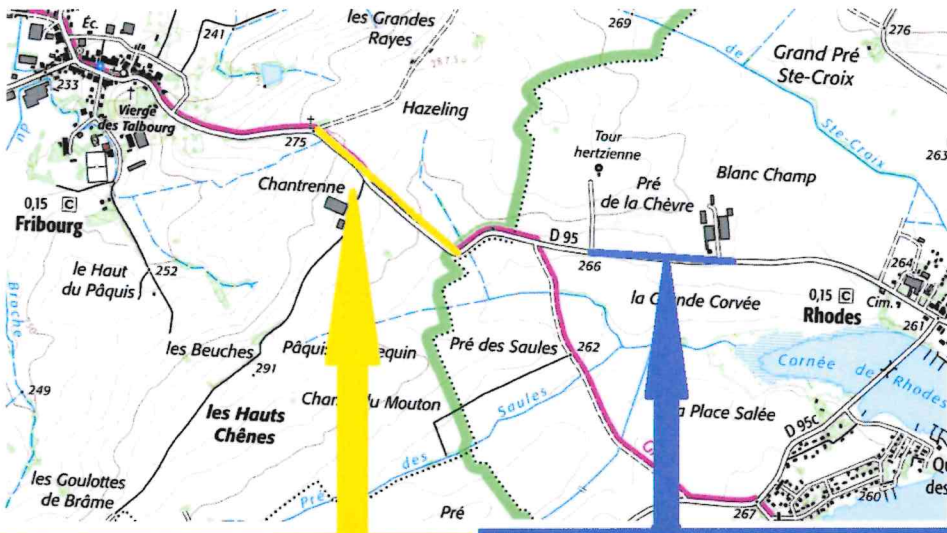 les Grandes
Rayes
269
276
Éc.
241
Grand Pré
Ste-Croix
de
Ste-Croix
233
Vierge
des Talbourg
Hazeling
275
Tour
hertzienne
263
Blanc Champ
Pré
de la Chèvre
Chantrenne
0,15 C
Fribourg
du
D 95
266
264
252
le Haut
du Pâquis
la Grande Corvée
0,15 C
Rhodes
Cim.
261
Broche
les Beuches
291
Pré des Saules
262
Cornée de Rhodes
249
du Mouton
Saules
les Hauts
Chênes
Place Salée
D 95c
les Goulottes
de Brâme
Pré
des
Pré
267
260
des